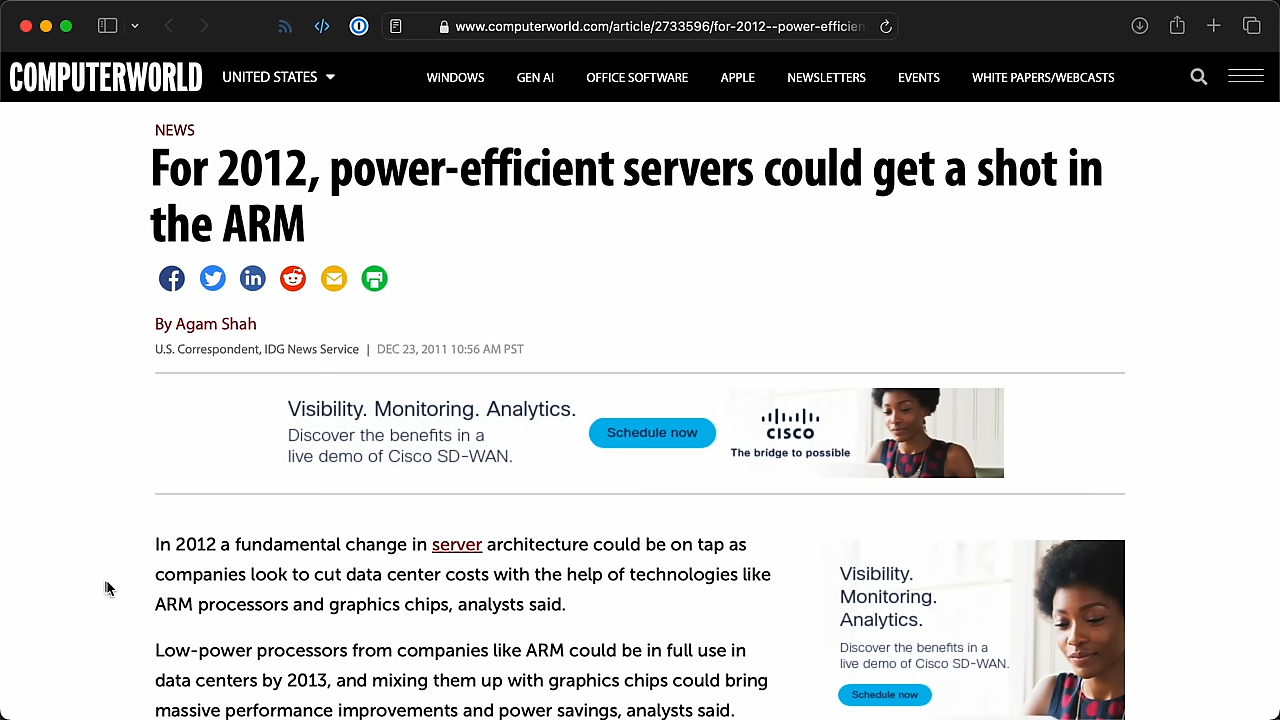 www.computerworld.com/article/2733596/for-2012--power-efficien
COMPUTERWORLD
UNITED STATES
WINDOWS GEN AI OFFICE SOFTWARE APPLE NEWSLETTERS EVENTS WHITE PAPERS/WEBCASTS
NEWS
For 2012, power-efficient servers could get a shot in
the ARM
By Agam Shah
U.S. Correspondent, IDG News Service | DEC 23, 2011 10:56 AM PST
Visibility. Monitoring. Analytics.
Discover the benefits in a
live demo of Cisco SD-WAN.
Schedule now
CISCO
The bridge to possible
In 2012 a fundamental change in server architecture could be on tap as
companies look to cut data center costs with the help of technologies like
ARM processors and graphics chips, analysts said.
Low-power processors from companies like ARM could be in full use in
data centers by 2013, and mixing them up with graphics chips could bring
massive performance improvements and power savings, analysts said.
Visibility.
Monitoring.
Analytics.
Discover the benefits in a
live demo of Cisco SD-WAN.
Schedule now